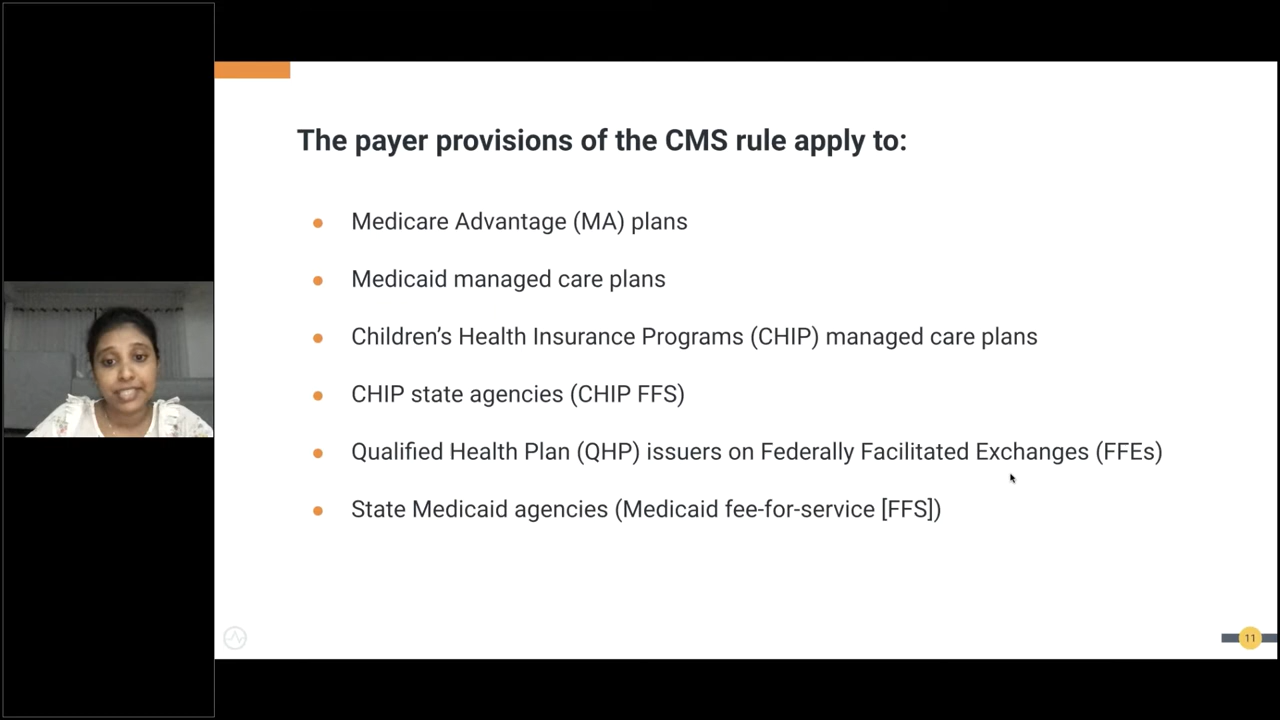 The payer provisions of the CMS rule apply to:
Medicare Advantage (MA) plans
Medicaid managed care plans
Children’s Health Insurance Programs (CHIP) managed care plans
CHIP state agencies (CHIP FFS)
Qualified Health Plan (QHP) issuers on Federally Facilitated Exchanges (FFEs)
State Medicaid agencies (Medicaid fee-for-service [FFS])
11